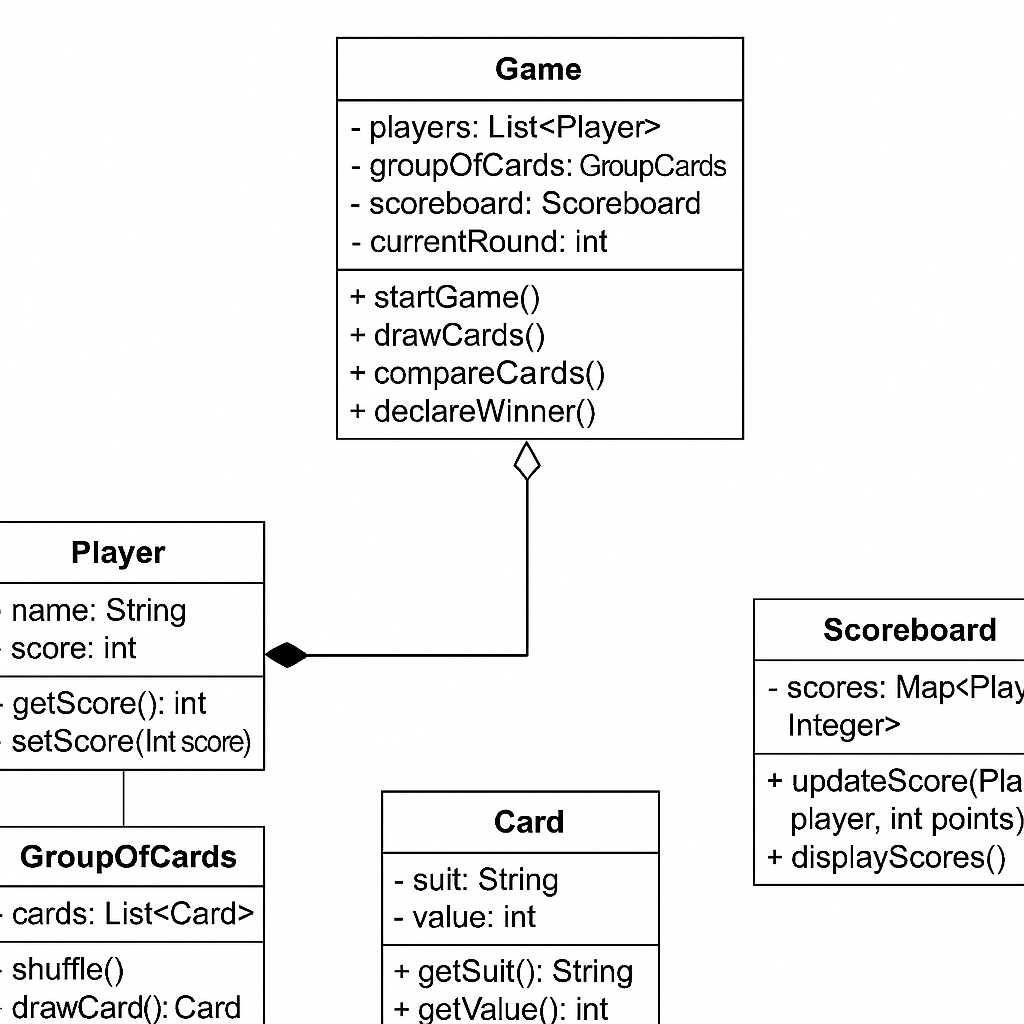 Game
- players: List<Player>
- groupOfCards: GroupCards
- scoreboard: Scoreboard
- currentRound: int
+ startGame()
+ drawCards()
+ compareCards()
+ declareWinner()
Player
- name: String
- score: int
- getScore(): int
- setScore(Int score)
GroupOfCards
- cards: List<Card>
- shuffle()
- drawCard(): Card
Card
- suit: String
- value: int
+ getSuit(): String
+ getValue(): int
Scoreboard
- scores: Map<Play
Integer>
+ updateScore(Pla
player, int points)
+ displayScores()